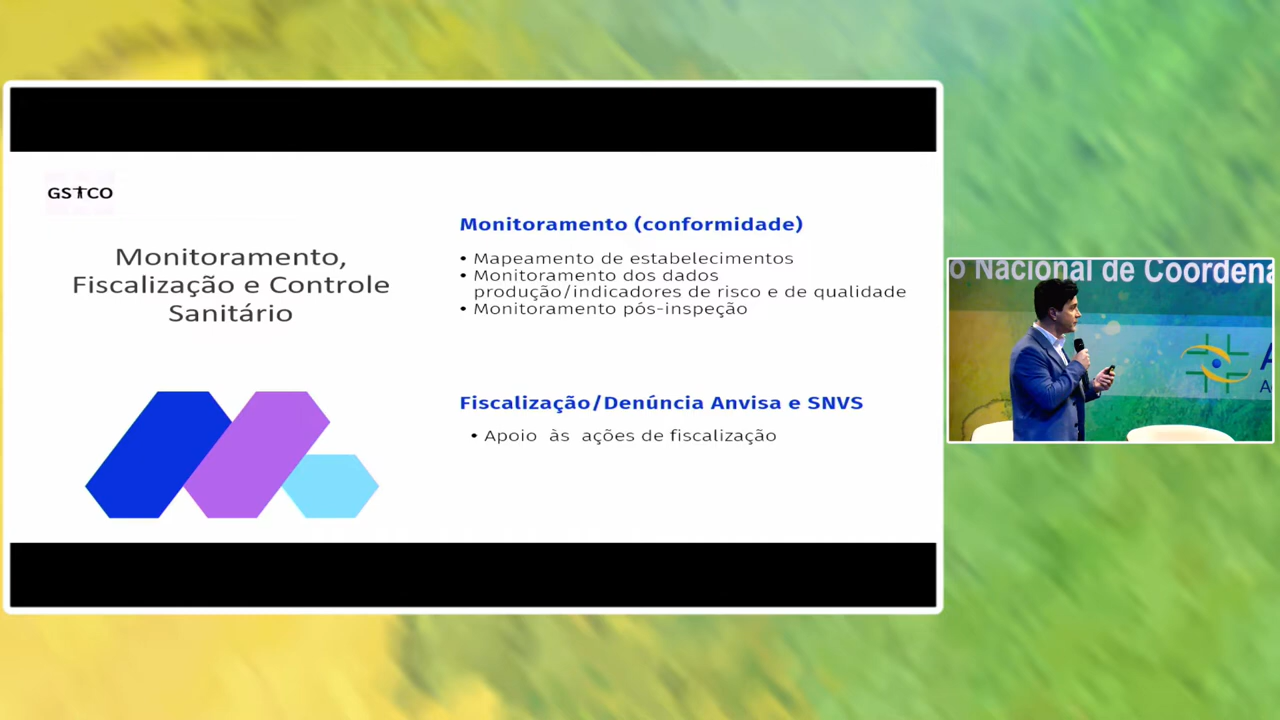 GSTCO
Monitoramento,
Fiscalização e Controle
Sanitário
Monitoramento (conformidade)
• Mapeamento de estabelecimentos
• Monitoramento dos dados
produção/indicadores de risco e de qualidade
• Monitoramento pós-inspeção
Fiscalização/Denúncia Anvisa e SNVS
• Apoio às ações de fiscalização
Nacional de Coordena